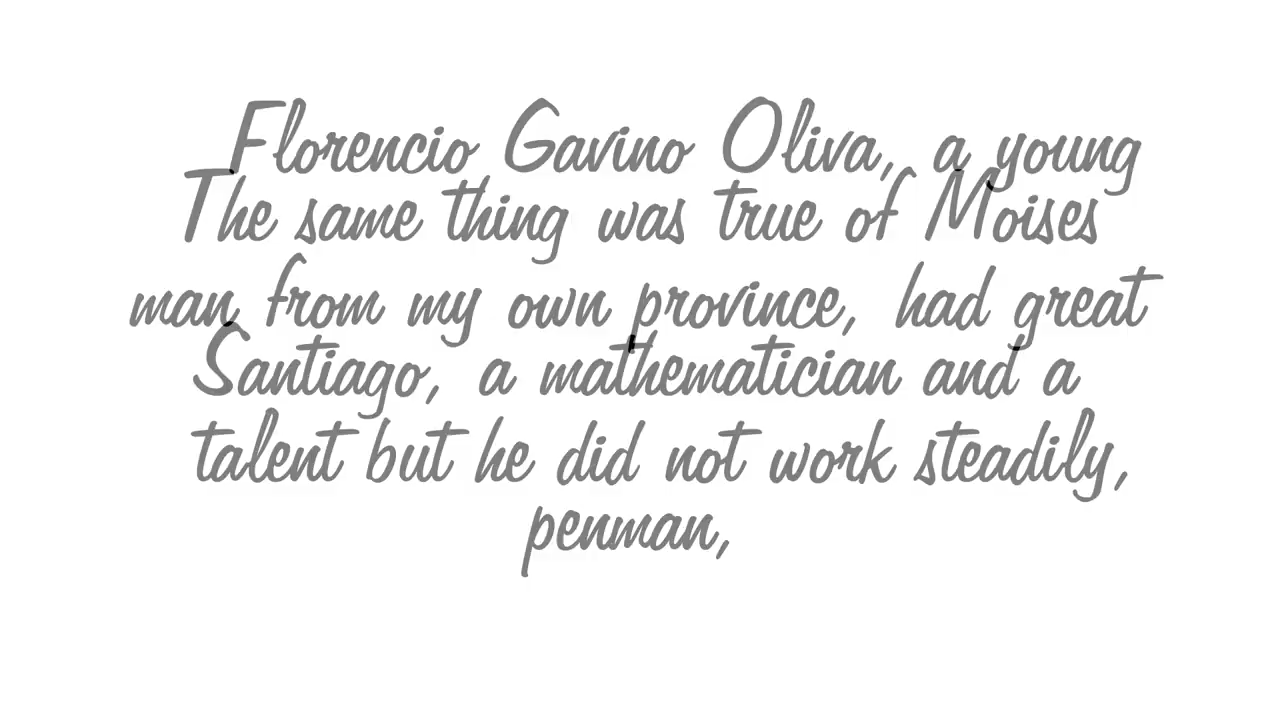 Florencio Gavino Oliva, a young
The same thing was true of Moises
man from my own province, had great
Santiago, a mathematician and a
talent but he did not work steadily,
penman,